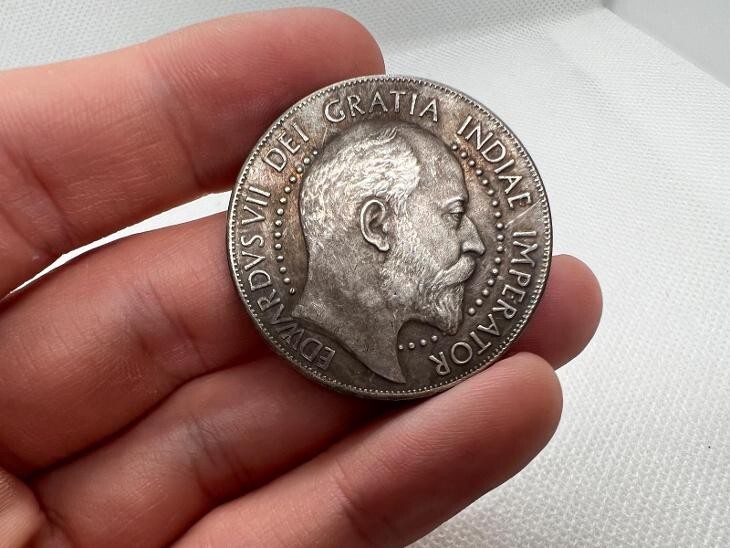 EDWARDVS VII DEI GRATIA INDIAE IMPERATOR